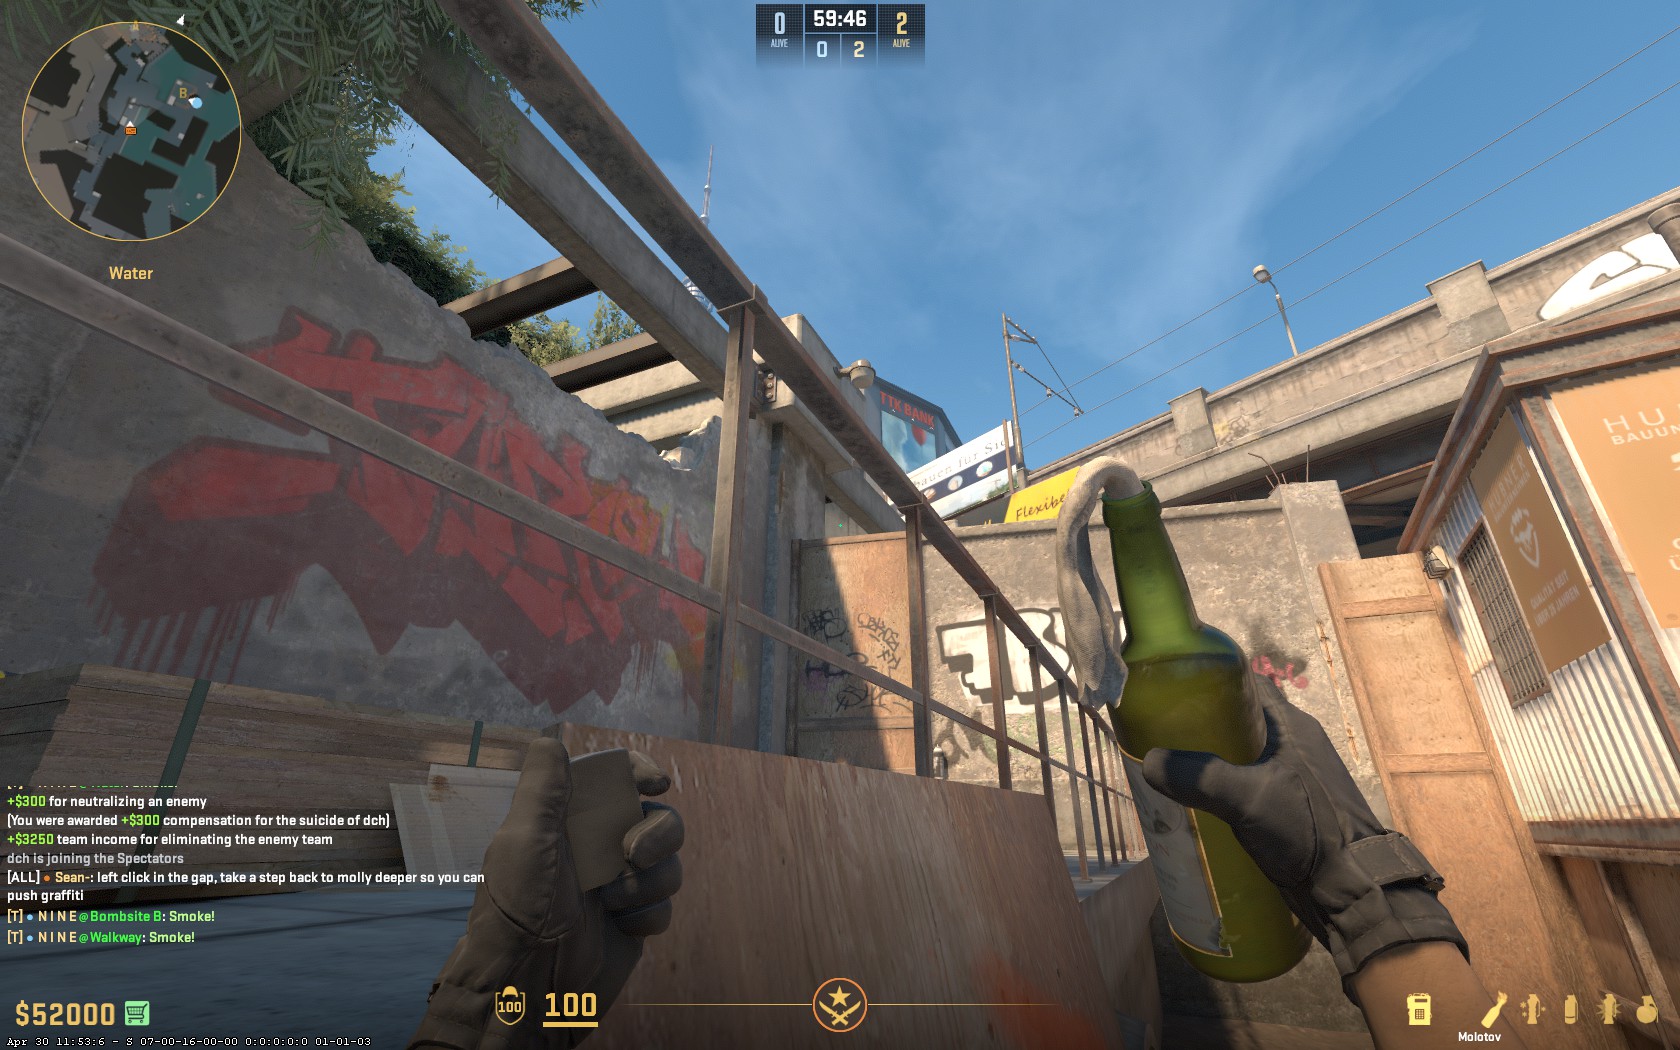 0
ALIVE
59:46
0 2
2
ALIVE
B
Water
TTK BANK
Flexibe
HU
BAUUN
QUALITÄT SEIT
+$300 for neutralizing an enemy
(You were awarded +$300 compensation for the suicide of dch)
+$3250 team income for eliminating the enemy team
dch is joining the Spectators
[ALL] ● Sean-: left click in the gap, take a step back to molly deeper so you can
push graffiti
[T] ● N I N E @ Bombsite B: Smoke!
[T] ● N I N E @ Walkway: Smoke!
$52000
100
100
Molotov
Apr 30 11:53:6 - S 07-00-16-00-00 0:0:0:0:0 01-01-03